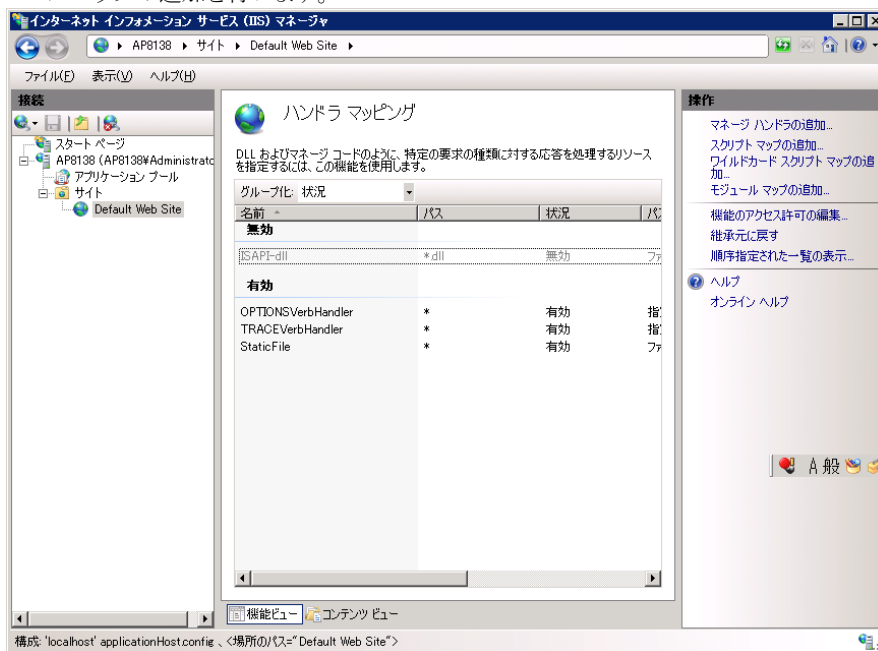 インターネット インフォメーション サービス (IIS) マネージャ
AP8138 ▸ サイト ▸ Default Web Site ▸
ファイル(F) 表示(V) ヘルプ(H)
接続
スタート ページ
AP8138 (AP8138¥Administrato
アプリケーション プール
サイト
Default Web Site
ハンドラ マッピング
DLL およびマネージ コードのように、特定の要求の種類に対する応答を処理するリソース
を指定するには、この機能を使用します。
グループ化: 状況
名前 パス 状況 パ
無効
ISAPI-dll *.dll 無効 ファ
有効
OPTIONSVerbHandler * 有効 指
TRACEVerbHandler * 有効 指
StaticFile * 有効 ファ
機能ビュー コンテンツ ビュー
操作
マネージ ハンドラの追加...
スクリプト マップの追加...
ワイルドカード スクリプト マップの追
加...
モジュール マップの追加...
機能のアクセス許可の編集...
継承元に戻す
順序指定された一覧の表示...
ヘルプ
オンライン ヘルプ
A 般
構成: 'localhost' applicationHost.config 、<場所のパス="Default Web Site">